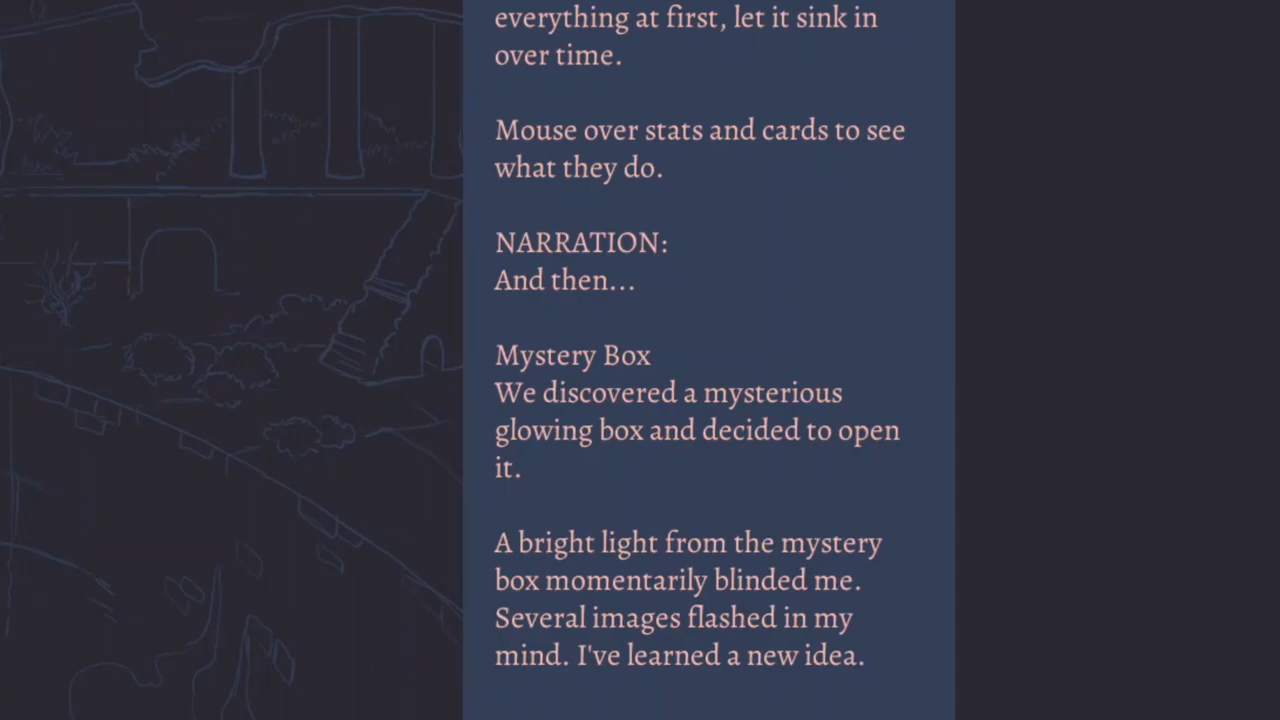 everything at first, let it sink in
over time.
Mouse over stats and cards to see
what they do.
NARRATION:
And then...
Mystery Box
We discovered a mysterious
glowing box and decided to open
it.
A bright light from the mystery
box momentarily blinded me.
Several images flashed in my
mind. I've learned a new idea.